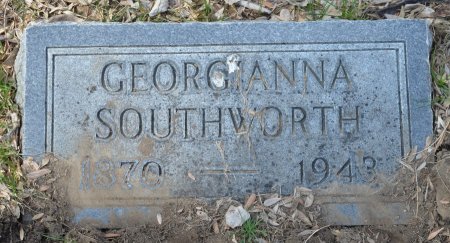 GEORGIANNA
SOUTHWORTH
1870 — 1943